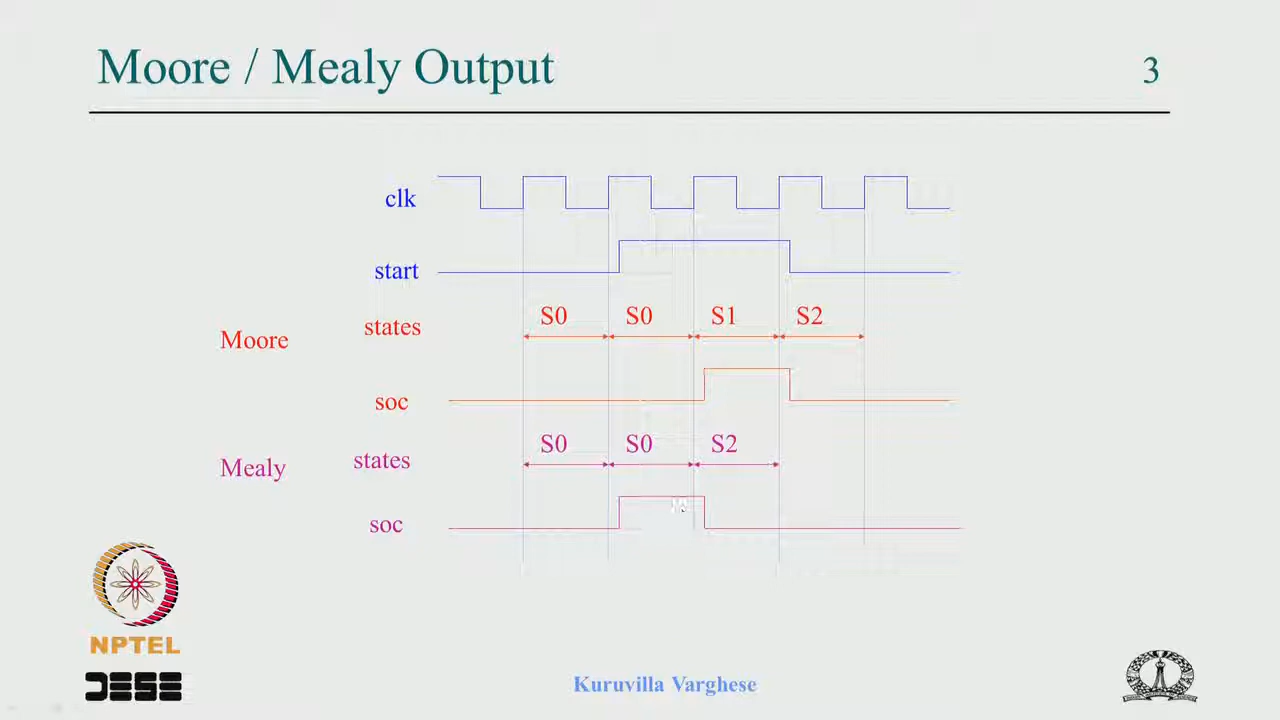 Moore / Mealy Output
3
clk
start
states
S0 S0 S1 S2
Moore
soc
states
S0 S0 S2
Mealy
soc
NPTEL
DESE
Kuruvilla Varghese